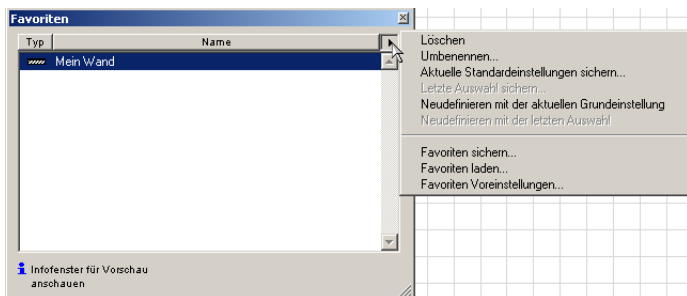 Favoriten
Typ Name
Mein Wand
Infofenster für Vorschau
anschauen
Löschen
Umbenennen...
Aktuelle Standardeinstellungen sichern...
Letzte Auswahl sichern...
Neudefinieren mit der aktuellen Grundeinstellung
Neudefinieren mit der letzten Auswahl
Favoriten sichern...
Favoriten laden...
Favoriten Voreinstellungen...